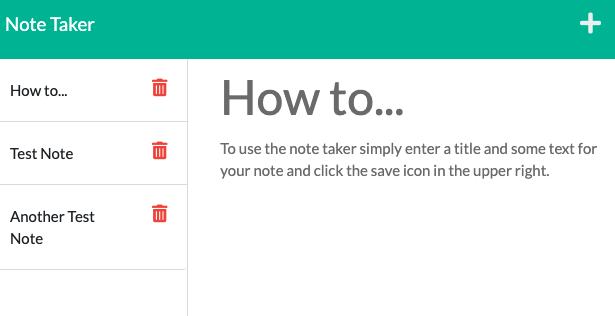 Note Taker
How to...
Test Note
Another Test
Note
How to...
To use the note taker simply enter a title and some text for
your note and click the save icon in the upper right.